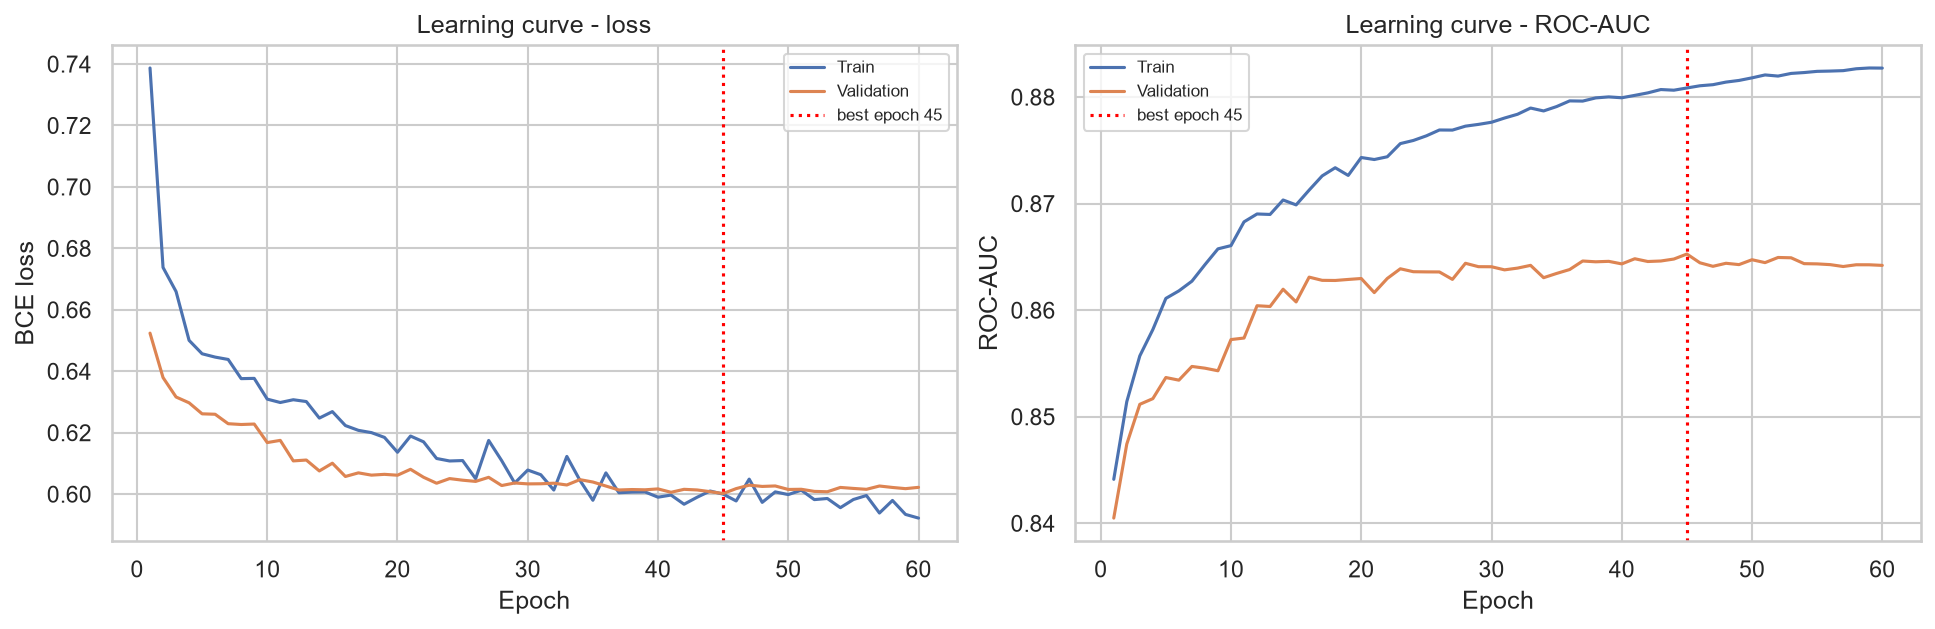 Learning curve - loss
BCE loss
0.74
0.72
0.70
0.68
0.66
0.64
0.62
0.60
Train
Validation
best epoch 45
0 10 20 30 40 50 60
Epoch
Learning curve - ROC-AUC
ROC-AUC
0.88
0.87
0.86
0.85
0.84
Train
Validation
best epoch 45
0 10 20 30 40 50 60
Epoch